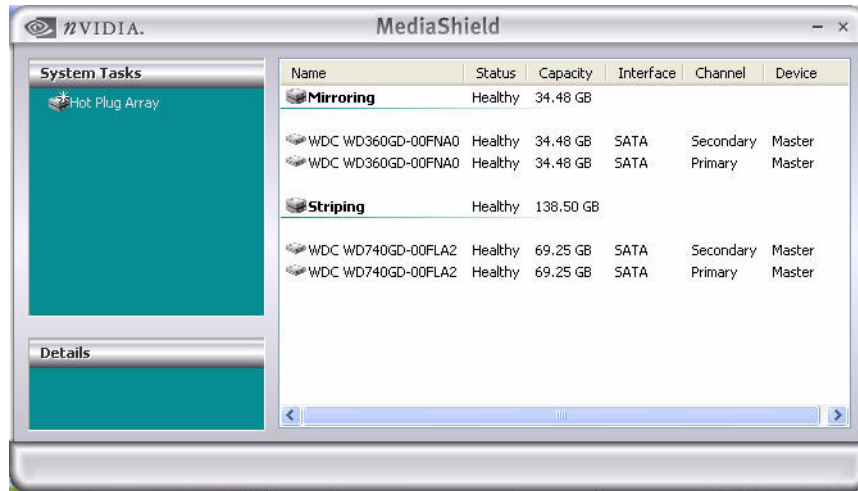 nVIDIA. MediaShield
System Tasks
Hot Plug Array
Details
Name Status Capacity Interface Channel Device
Mirroring Healthy 34.48 GB
WDC WD360GD-00FNA0 Healthy 34.48 GB SATA Secondary Master
WDC WD360GD-00FNA0 Healthy 34.48 GB SATA Primary Master
Striping Healthy 138.50 GB
WDC WD740GD-00FLA2 Healthy 69.25 GB SATA Secondary Master
WDC WD740GD-00FLA2 Healthy 69.25 GB SATA Primary Master